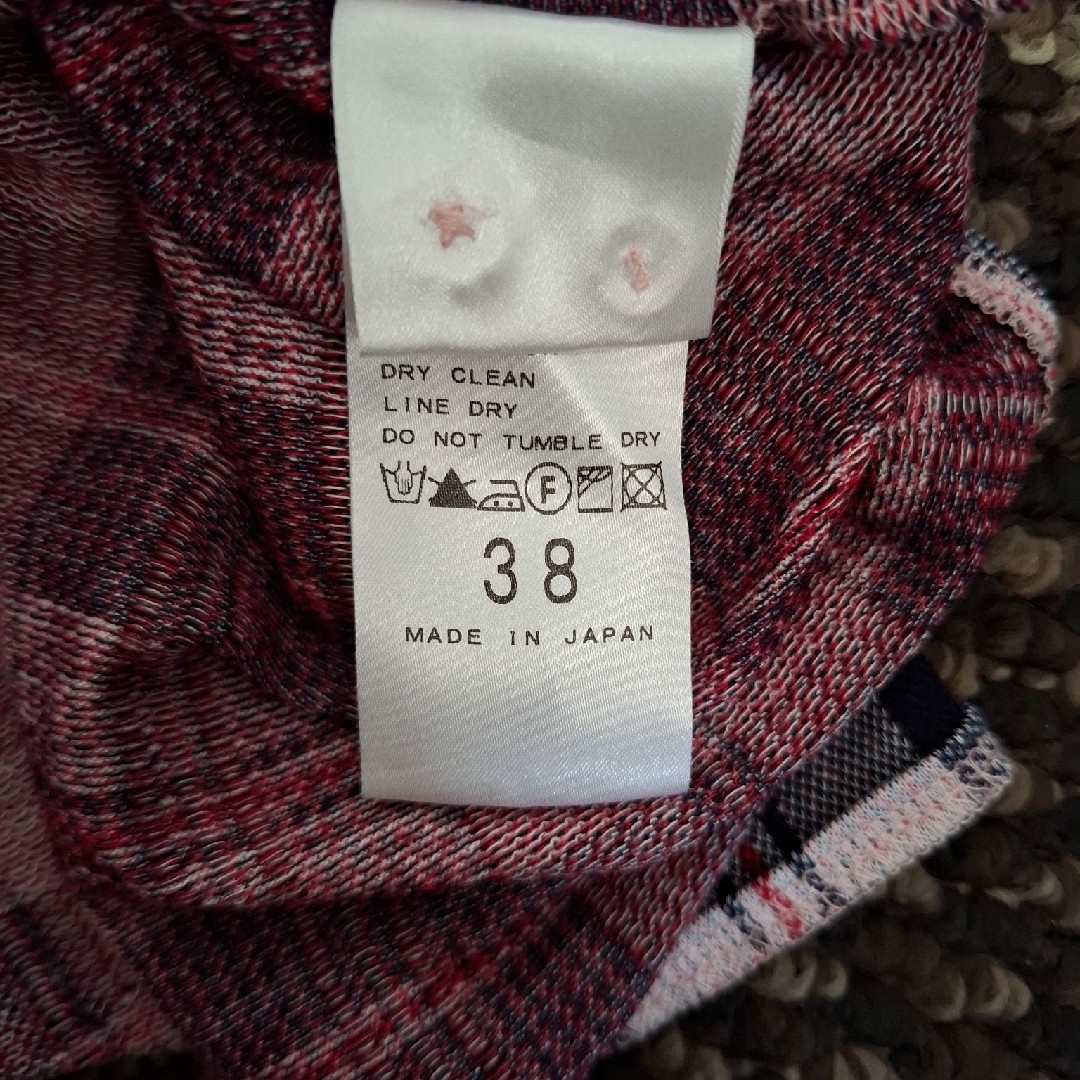 DRY CLEAN
LINE DRY
DO NOT TUMBLE DRY
F
38
MADE IN JAPAN